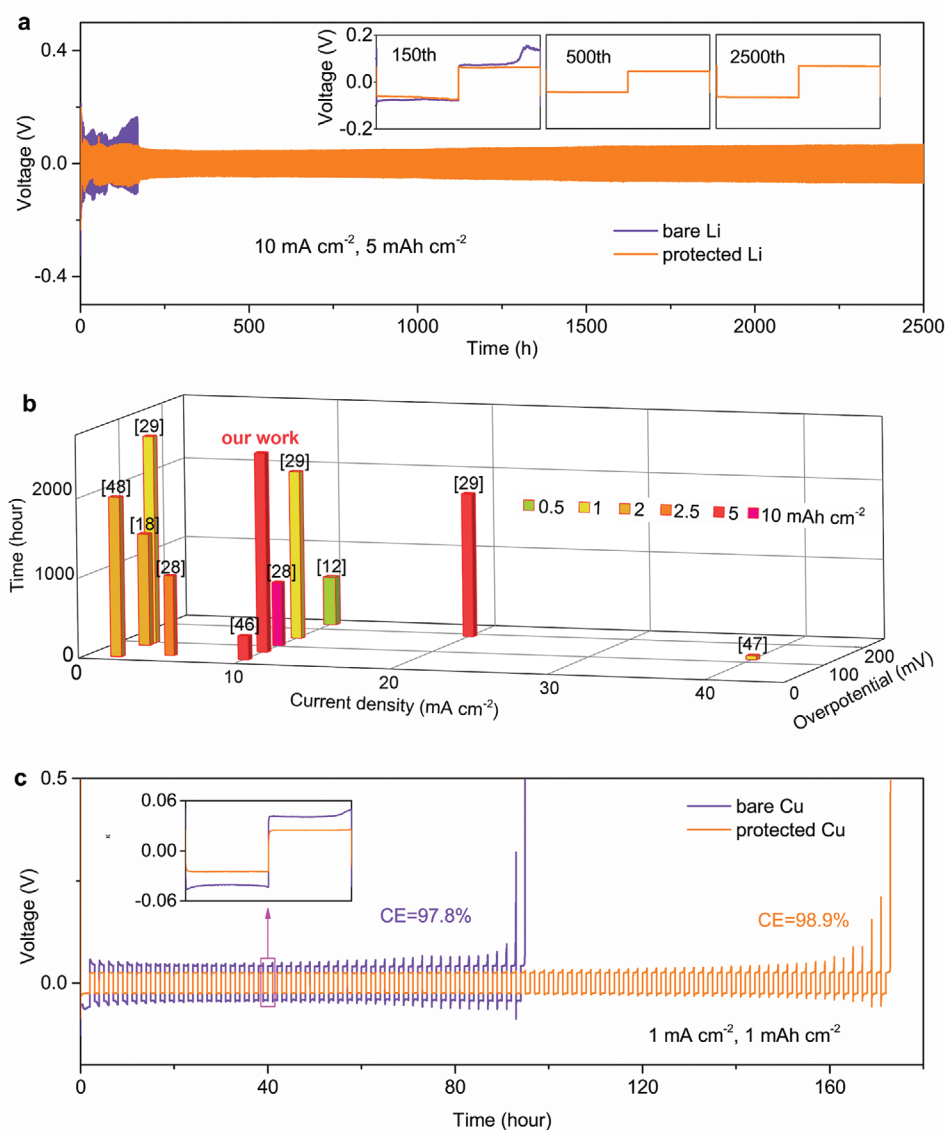 a
0.4
0.0
-0.4
Voltage (V)
0.2
0.0
-0.2
Voltage (V)
150th
500th
2500th
bare Li
protected Li
10 mA cm⁻², 5 mAh cm⁻²
0
500
1000
1500
2000
2500
Time (h)
b
2000
1000
0
Time (hour)
[29]
[48]
[18]
[28]
our work
[29]
[28]
[46]
[12]
[29]
[47]
0.5
1
2
2.5
5
10 mAh cm⁻²
0
10
20
30
40
Current density (mA cm⁻²)
0
100
200
Overpotential (mV)
c
0.5
0.0
Voltage (V)
0.06
0.00
-0.06
bare Cu
protected Cu
CE=97.8%
CE=98.9%
1 mA cm⁻², 1 mAh cm⁻²
0
40
80
120
160
Time (hour)